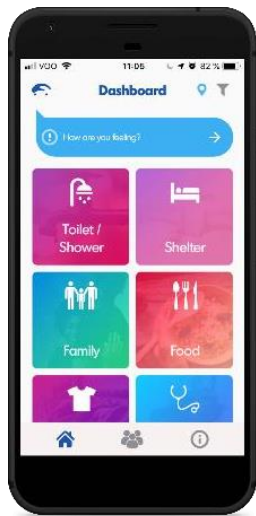 VOO 11:05 82 %
Dashboard
How are you feeling?
Toilet /
Shower
Shelter
Family
Food